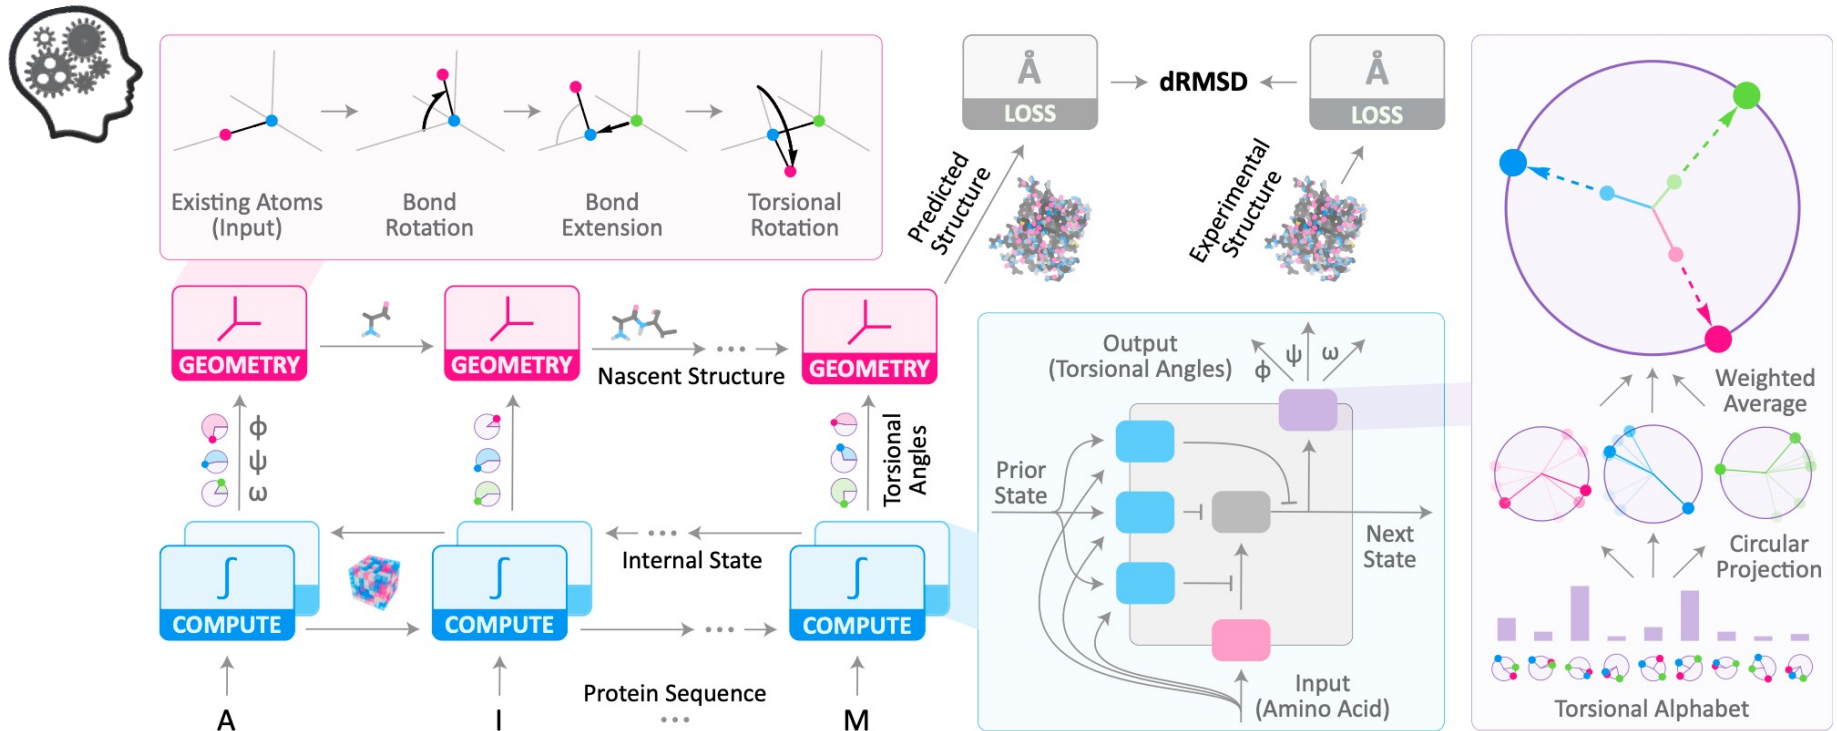 Existing Atoms
(Input)
Bond
Rotation
Bond
Extension
Torsional
Rotation
Å
LOSS
dRMSD
Å
LOSS
Predicted
Structure
Experimental
Structure
GEOMETRY
GEOMETRY
GEOMETRY
Nascent Structure
...
ϕ
ψ
ω
Torsional
Angles
∫
COMPUTE
∫
COMPUTE
∫
COMPUTE
...
Internal State
...
A
I
M
Protein Sequence
...
Output
(Torsional Angles)
ϕ
ψ
ω
Prior
State
Next
State
Input
(Amino Acid)
Weighted
Average
Circular
Projection
Torsional Alphabet